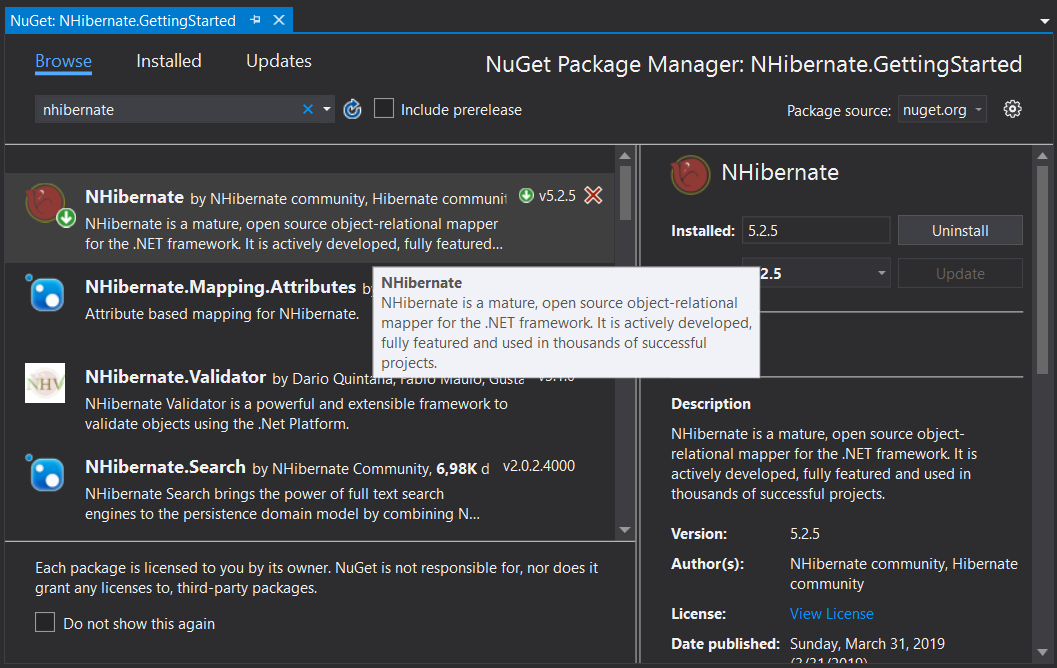 NuGet: NHibernate.GettingStarted
Browse Installed Updates
NuGet Package Manager: NHibernate.GettingStarted
nhibernate
Include prerelease
Package source: nuget.org
NHibernate by NHibernate community, Hibernate communit v5.2.5
NHibernate is a mature, open source object-relational mapper
for the .NET framework. It is actively developed, fully featured...
NHibernate.Mapping.Attributes by
Attribute based mapping for NHibernate.
NHibernate
NHibernate is a mature, open source object-relational
mapper for the .NET framework. It is actively developed,
fully featured and used in thousands of successful
projects.
NHibernate.Validator by Dario Quintana, Fabio Maulo, Gusta
NHibernate Validator is a powerful and extensible framework to
validate objects using the .Net Platform.
NHibernate.Search by NHibernate Community, 6,98K d v2.0.2.4000
NHibernate Search brings the power of full text search
engines to the persistence domain model by combining N...
Each package is licensed to you by its owner. NuGet is not responsible for, nor does it
grant any licenses to, third-party packages.
Do not show this again
NHibernate
Installed: 5.2.5 Uninstall
2.5 Update
Description
NHibernate is a mature, open source object-
relational mapper for the .NET framework. It is
actively developed, fully featured and used in
thousands of successful projects.
Version: 5.2.5
Author(s): NHibernate community, Hibernate
community
License: View License
Date published: Sunday, March 31, 2019
(3/31/2019)
NHV